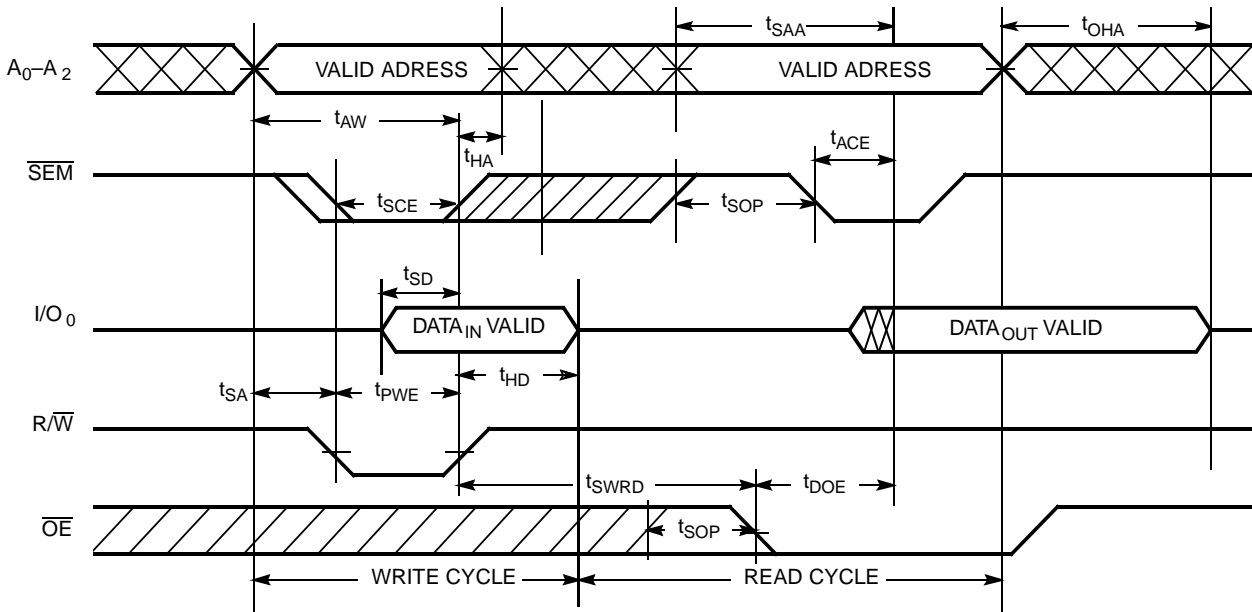 tSAA
tOHA
A0–A2
VALID ADRESS
VALID ADRESS
tAW
tHA
tACE
SEM
tSCE
tSOP
tSD
I/O0
DATAIN VALID
DATAOUT VALID
tSA
tPWE
tHD
R/W
tSWRD
tDOE
OE
tSOP
WRITE CYCLE
READ CYCLE